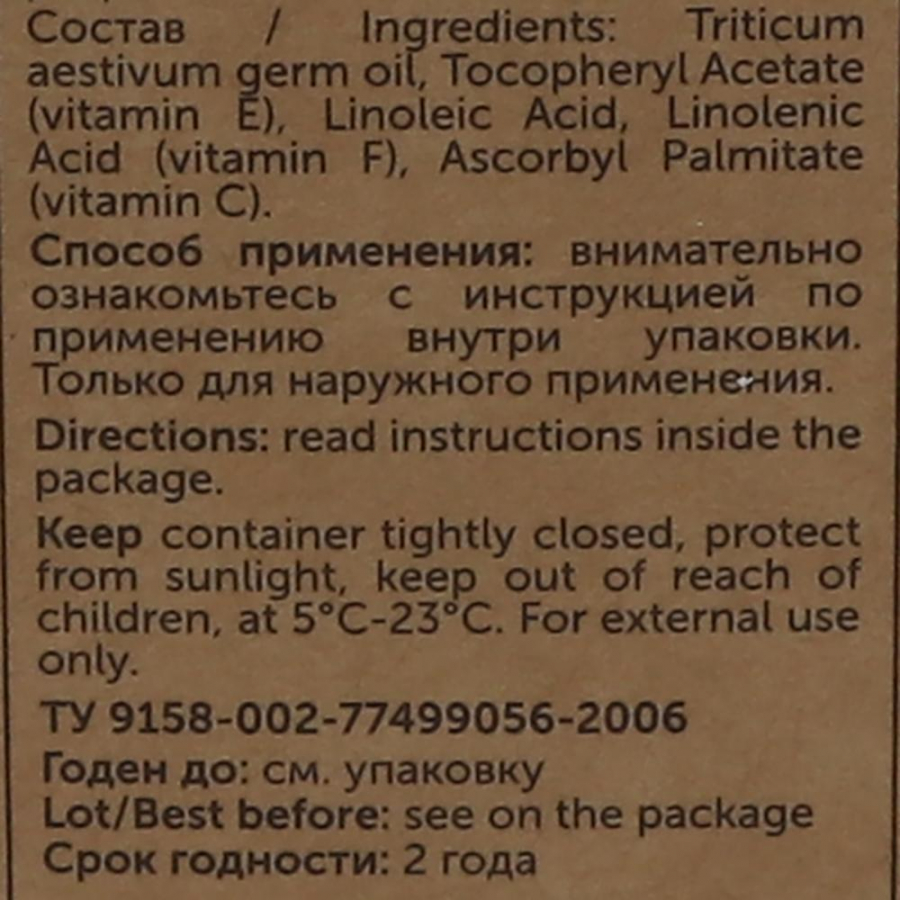 Состав / Ingredients: Triticum
aestivum germ oil, Tocopheryl Acetate
(vitamin E), Linoleic Acid, Linolenic
Acid (vitamin F), Ascorbyl Palmitate
(vitamin C).
Способ применения: внимательно
ознакомьтесь с инструкцией по
применению внутри упаковки.
Только для наружного применения.
Directions: read instructions inside the
package.
Keep container tightly closed, protect
from sunlight, keep out of reach of
children, at 5°C-23°C. For external use
only.
ТУ 9158-002-77499056-2006
Годен до: см. упаковку
Lot/Best before: see on the package
Срок годности: 2 года